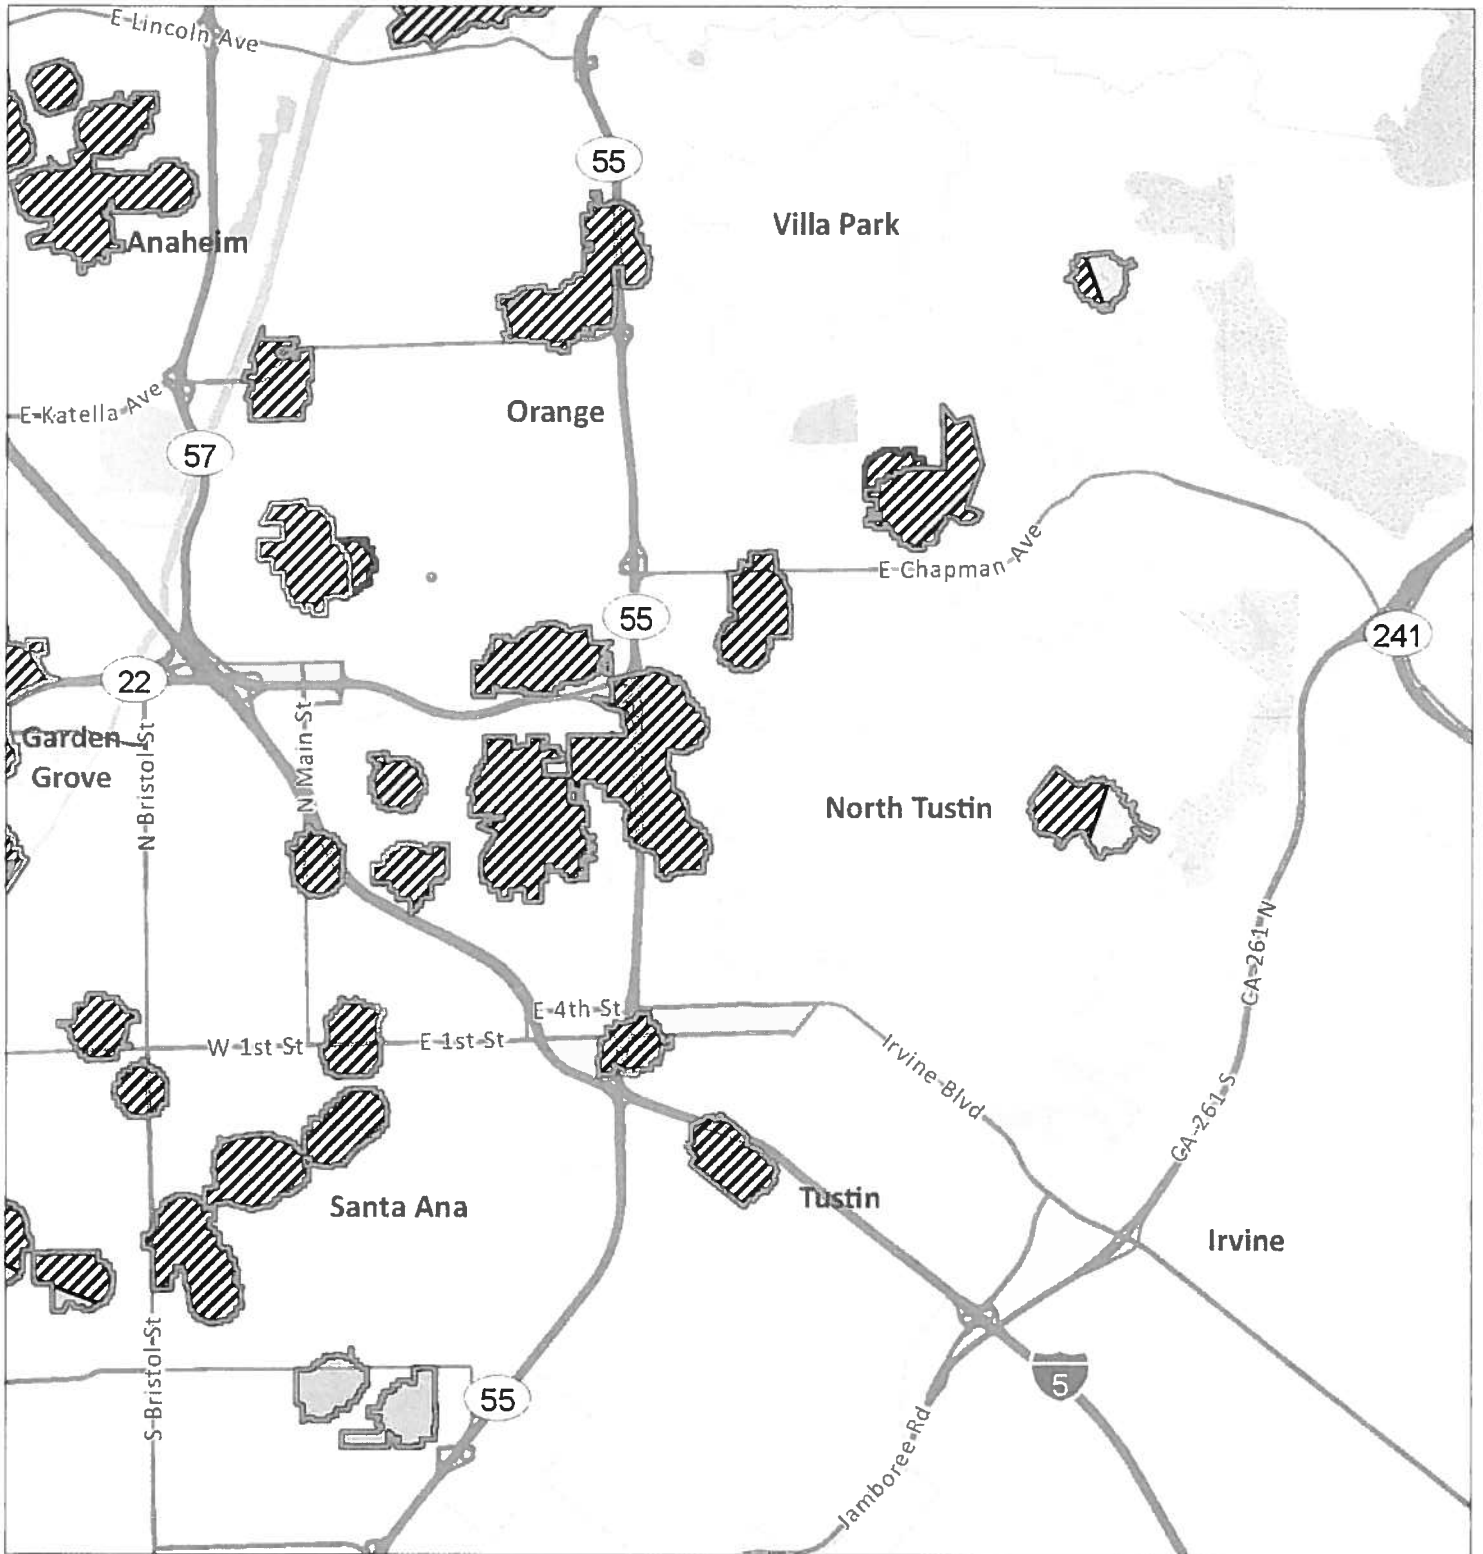 E Lincoln Ave
55
Villa Park
Anaheim
E Katella Ave
Orange
57
E Chapman Ave
55
241
22
Garden
Grove
N Bristol St
N Main St
North Tustin
CA-261 N
E 4th St
W 1st St
E 1st St
Irvine Blvd
CA-261 S
Santa Ana
Tustin
Irvine
S Bristol St
55
5
Jamboree Rd